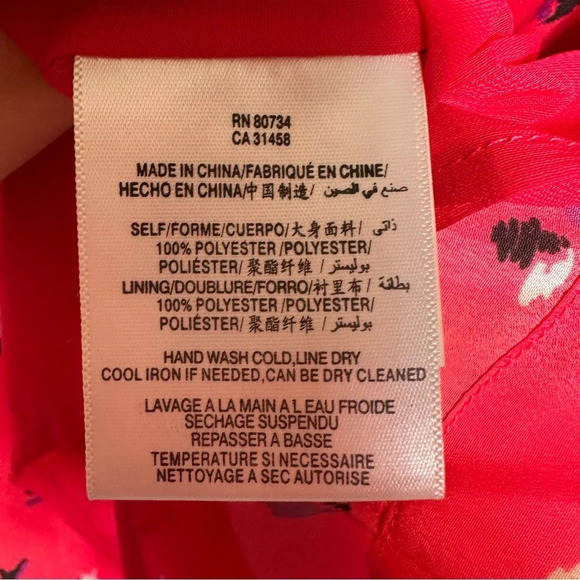 RN 80734
CA 31458
MADE IN CHINA/FABRIQUÉ EN CHINE/
HECHO EN CHINA/中国制造/ صنع في الصين
SELF/FORME/CUERPO/大身面料/ ذاتى
100% POLYESTER /POLYESTER/
POLIÉSTER/ 聚酯纤维 / بوليستر /
LINING/DOUBLURE/FORRO/衬里布/ بطانة
100% POLYESTER /POLYESTER/
POLIÉSTER/ 聚酯纤维 / بوليستر /
HAND WASH COLD,LINE DRY
COOL IRON IF NEEDED,CAN BE DRY CLEANED
LAVAGE A LA MAIN A L EAU FROIDE
SECHAGE SUSPENDU
REPASSER A BASSE
TEMPERATURE SI NECESSAIRE
NETTOYAGE A SEC AUTORISE